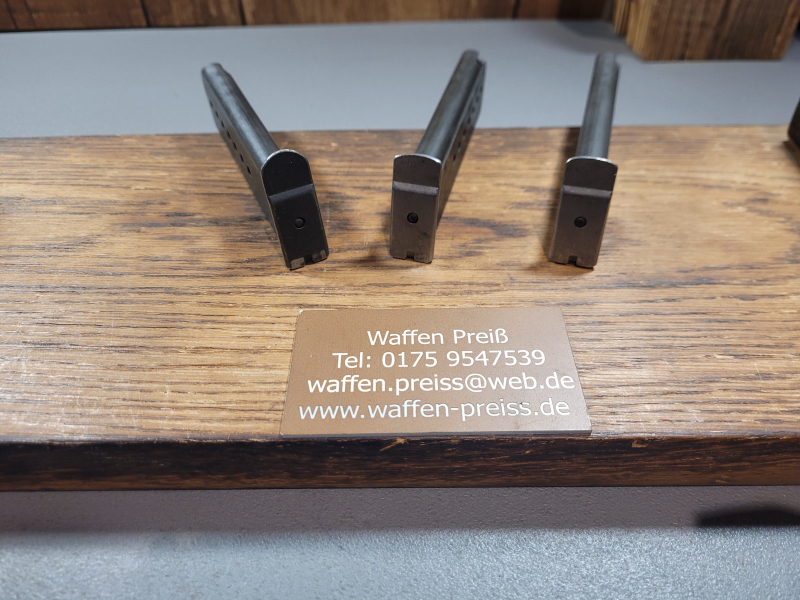 Waffen Preiß
Tel: 0175 9547539
waffen.preiss@web.de
www.waffen-preiss.de